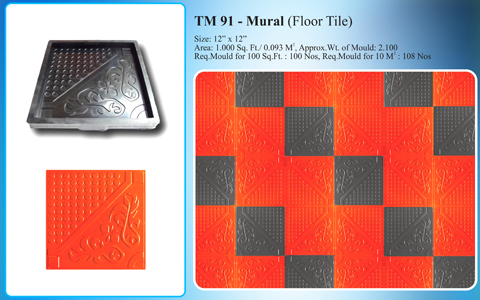 TM 91 - Mural (Floor Tile)
Size: 12” x 12”
Area: 1.000 Sq. Ft./ 0.093 M², Approx.Wt. of Mould: 2.100
Req.Mould for 100 Sq.Ft. : 100 Nos, Req.Mould for 10 M² : 108 Nos